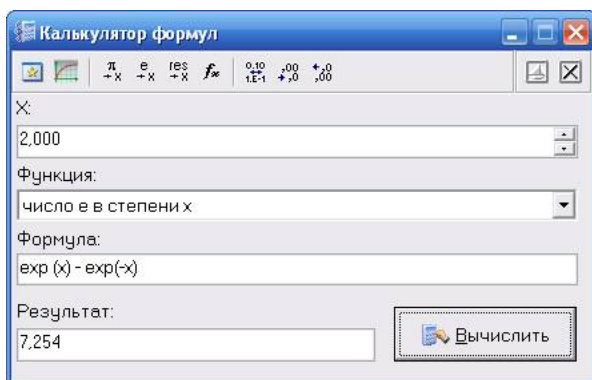 Калькулятор формул
π →x e →x res →x fx 0,10 1.E-1 ,00 →,0 ←,0 ,00
X:
2,000
Функция:
число e в степени x
Формула:
exp (x) - exp(-x)
Результат:
7,254
Вычислить